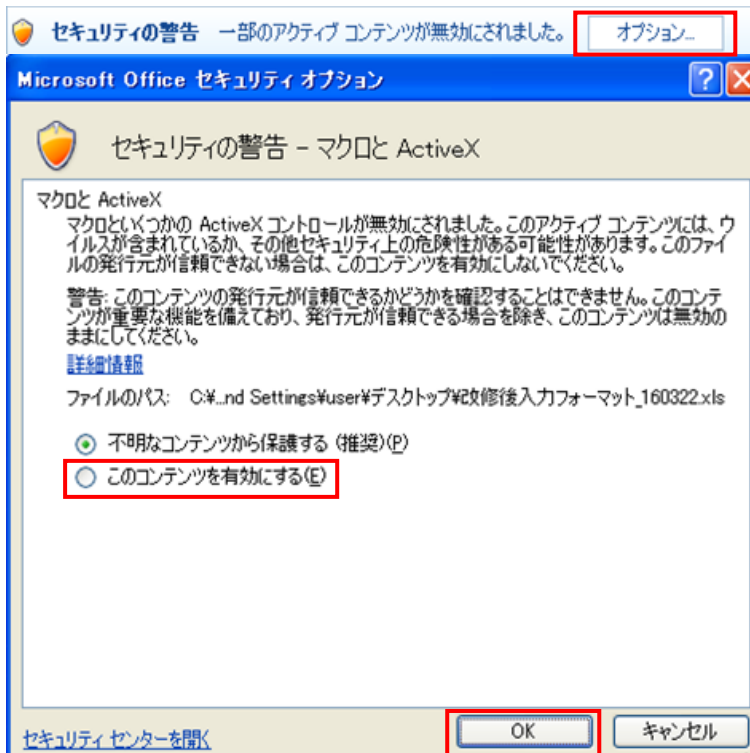 セキュリティの警告 一部のアクティブ コンテンツが無効にされました。 オプション...
Microsoft Office セキュリティ オプション
セキュリティの警告 - マクロと ActiveX
マクロと ActiveX
マクロといくつかの ActiveX コントロールが無効にされました。このアクティブ コンテンツには、ウ
イルスが含まれているか、その他セキュリティ上の危険性がある可能性があります。このファイ
ルの発行元が信頼できない場合は、このコンテンツを有効にしないでください。
警告: このコンテンツの発行元が信頼できるかどうかを確認することはできません。このコンテ
ンツが重要な機能を備えており、発行元が信頼できる場合を除き、このコンテンツは無効の
ままにしてください。
詳細情報
ファイルのパス: C:¥...nd Settings¥user¥デスクトップ¥改修後入力フォーマット_160322.xls
不明なコンテンツから保護する (推奨)(P)
このコンテンツを有効にする(E)
セキュリティ センターを開く OK キャンセル